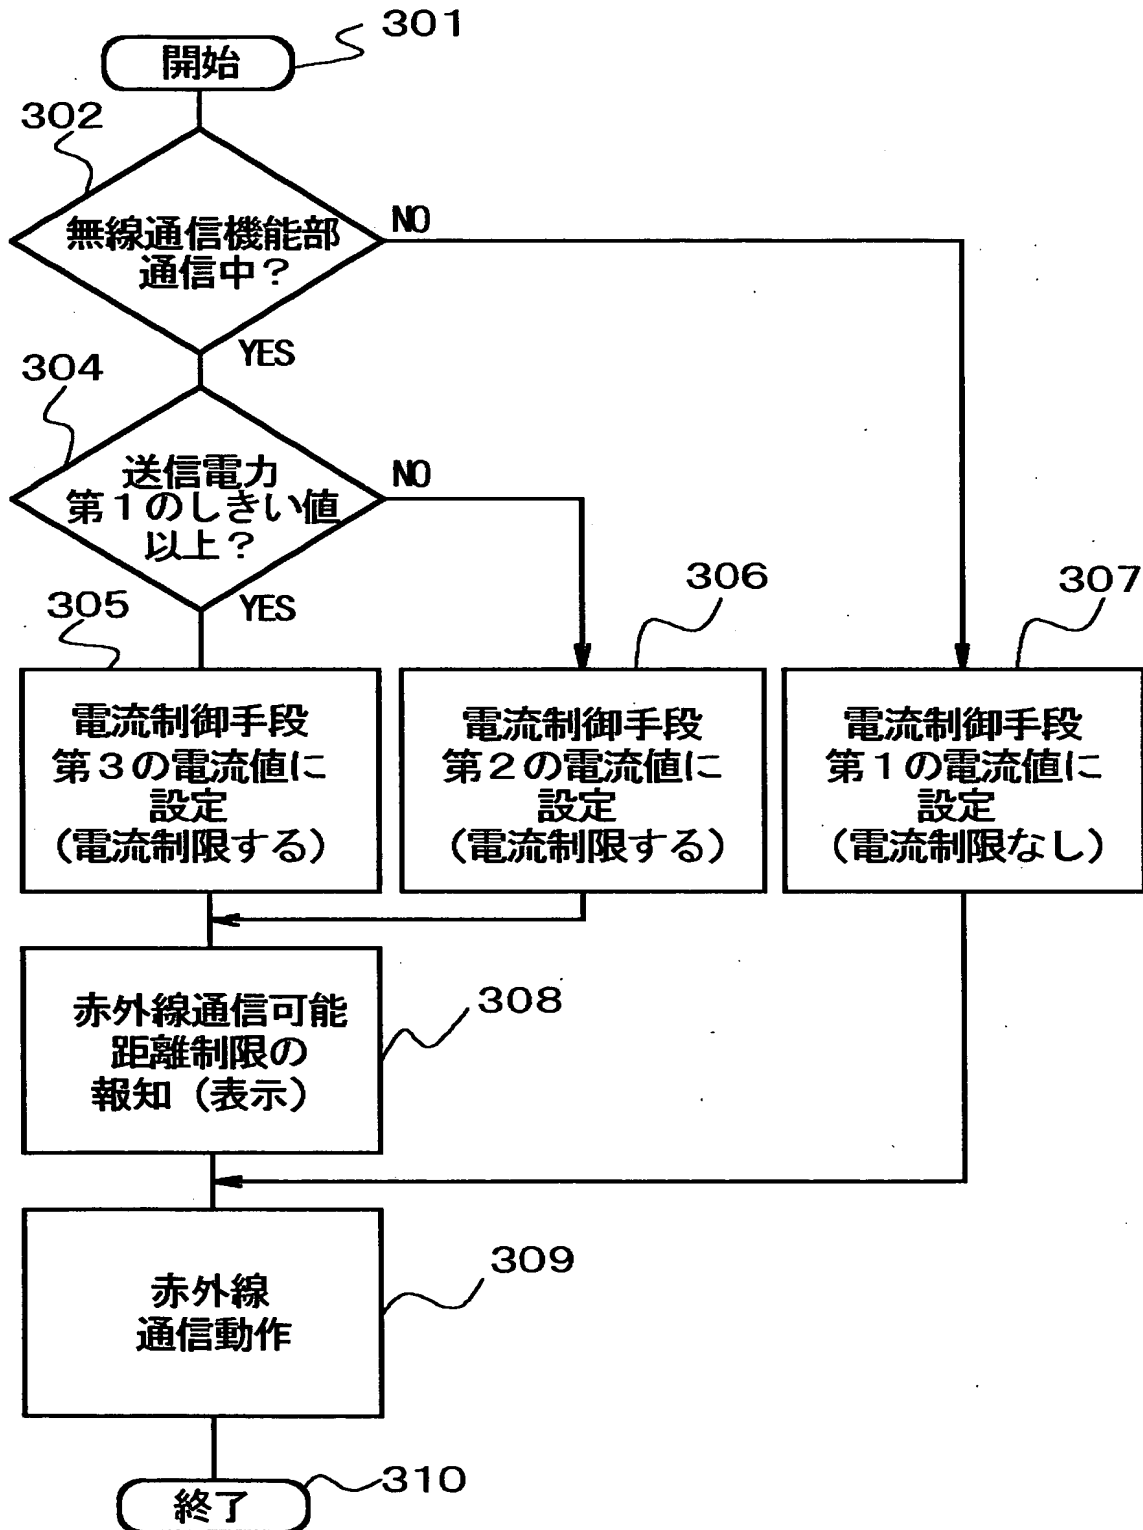 301
開始
302
無線通信機能部
通信中?
NO
YES
304
送信電力
第1のしきい値
以上?
NO
YES
305
電流制御手段
第3の電流値に
設定
(電流制限する)
306
電流制御手段
第2の電流値に
設定
(電流制限する)
307
電流制御手段
第1の電流値に
設定
(電流制限なし)
308
赤外線通信可能
距離制限の
報知(表示)
309
赤外線
通信動作
310
終了